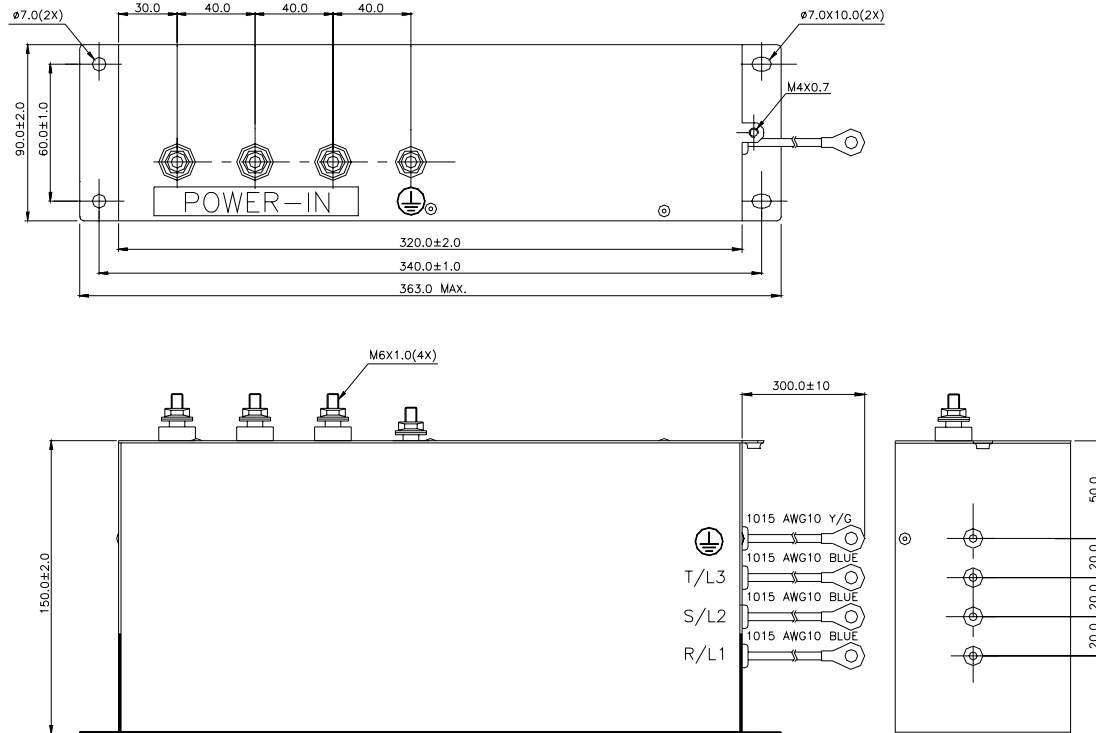 30.0
40.0
40.0
40.0
ø7.0(2X)
ø7.0X10.0(2X)
M4X0.7
90.0±2.0
60.0±1.0
POWER-IN
320.0±2.0
340.0±1.0
363.0 MAX.
M6X1.0(4X)
300.0±10
150.0±2.0
1015 AWG10 Y/G
T/L3
1015 AWG10 BLUE
S/L2
1015 AWG10 BLUE
R/L1
1015 AWG10 BLUE
50.0
20.0
20.0
20.0